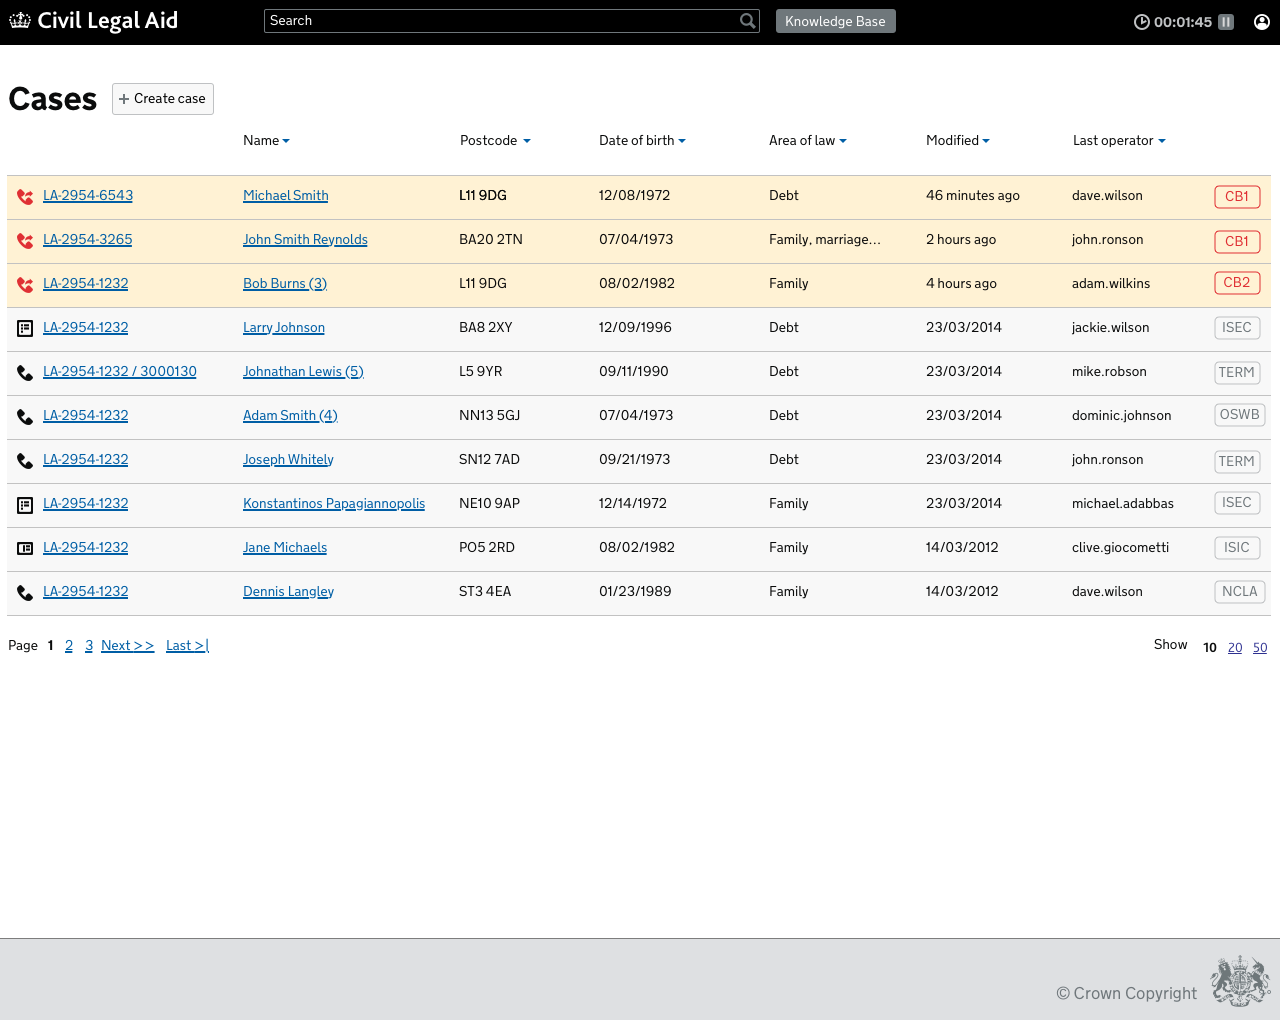 Civil Legal Aid Search Knowledge Base 00:01:45
Cases + Create case
Name Postcode Date of birth Area of law Modified Last operator
LA-2954-6543 Michael Smith L11 9DG 12/08/1972 Debt 46 minutes ago dave.wilson CB1
LA-2954-3265 John Smith Reynolds BA20 2TN 07/04/1973 Family, marriage... 2 hours ago john.ronson CB1
LA-2954-1232 Bob Burns (3) L11 9DG 08/02/1982 Family 4 hours ago adam.wilkins CB2
LA-2954-1232 Larry Johnson BA8 2XY 12/09/1996 Debt 23/03/2014 jackie.wilson ISEC
LA-2954-1232 / 3000130 Johnathan Lewis (5) L5 9YR 09/11/1990 Debt 23/03/2014 mike.robson TERM
LA-2954-1232 Adam Smith (4) NN13 5GJ 07/04/1973 Debt 23/03/2014 dominic.johnson OSWB
LA-2954-1232 Joseph Whitely SN12 7AD 09/21/1973 Debt 23/03/2014 john.ronson TERM
LA-2954-1232 Konstantinos Papagiannopolis NE10 9AP 12/14/1972 Family 23/03/2014 michael.adabbas ISEC
LA-2954-1232 Jane Michaels PO5 2RD 08/02/1982 Family 14/03/2012 clive.giocometti ISIC
LA-2954-1232 Dennis Langley ST3 4EA 01/23/1989 Family 14/03/2012 dave.wilson NCLA
Page 1 2 3 Next >> Last >| Show 10 20 50
© Crown Copyright